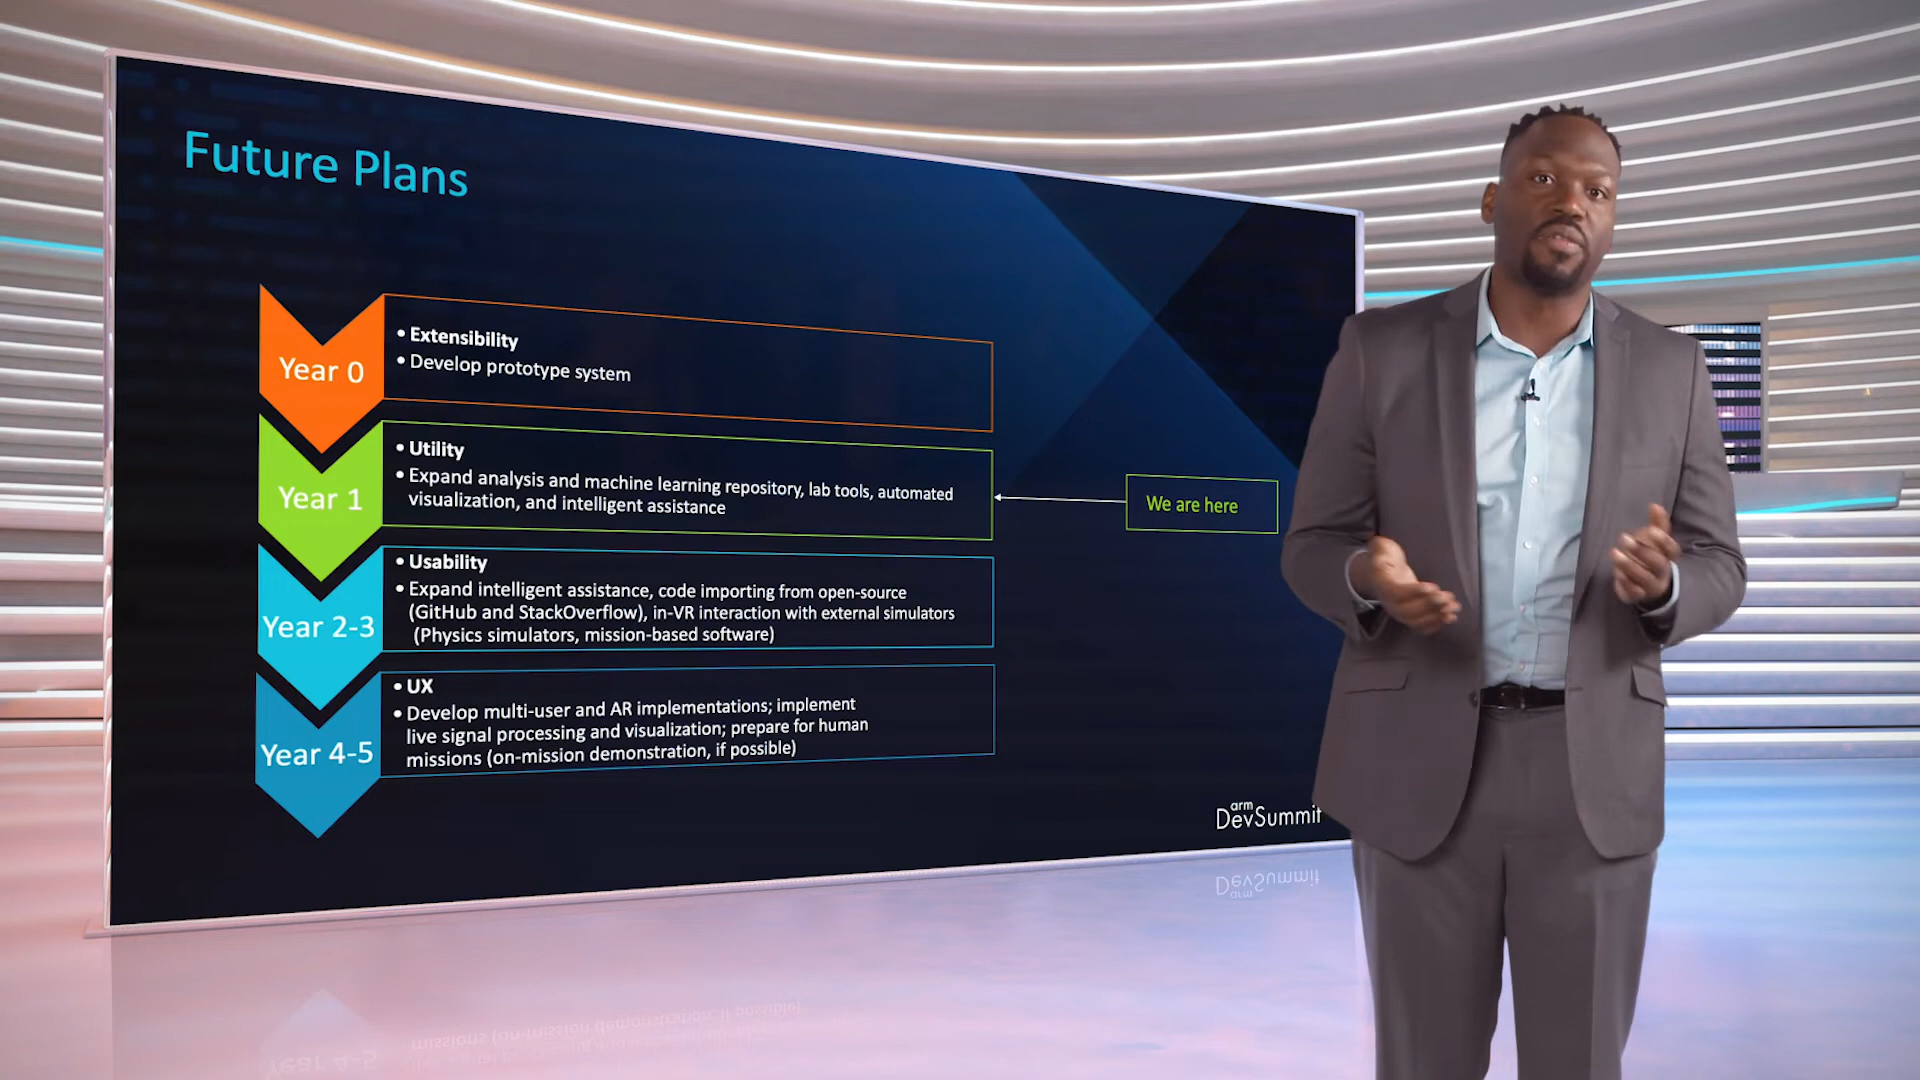 Future Plans
Year 0
• Extensibility
• Develop prototype system
Year 1
• Utility
• Expand analysis and machine learning repository, lab tools, automated
visualization, and intelligent assistance
We are here
Year 2-3
• Usability
• Expand intelligent assistance, code importing from open-source
(GitHub and StackOverflow), in-VR interaction with external simulators
(Physics simulators, mission-based software)
Year 4-5
• UX
• Develop multi-user and AR implementations; implement
live signal processing and visualization; prepare for human
missions (on-mission demonstration, if possible)
arm
DevSummit